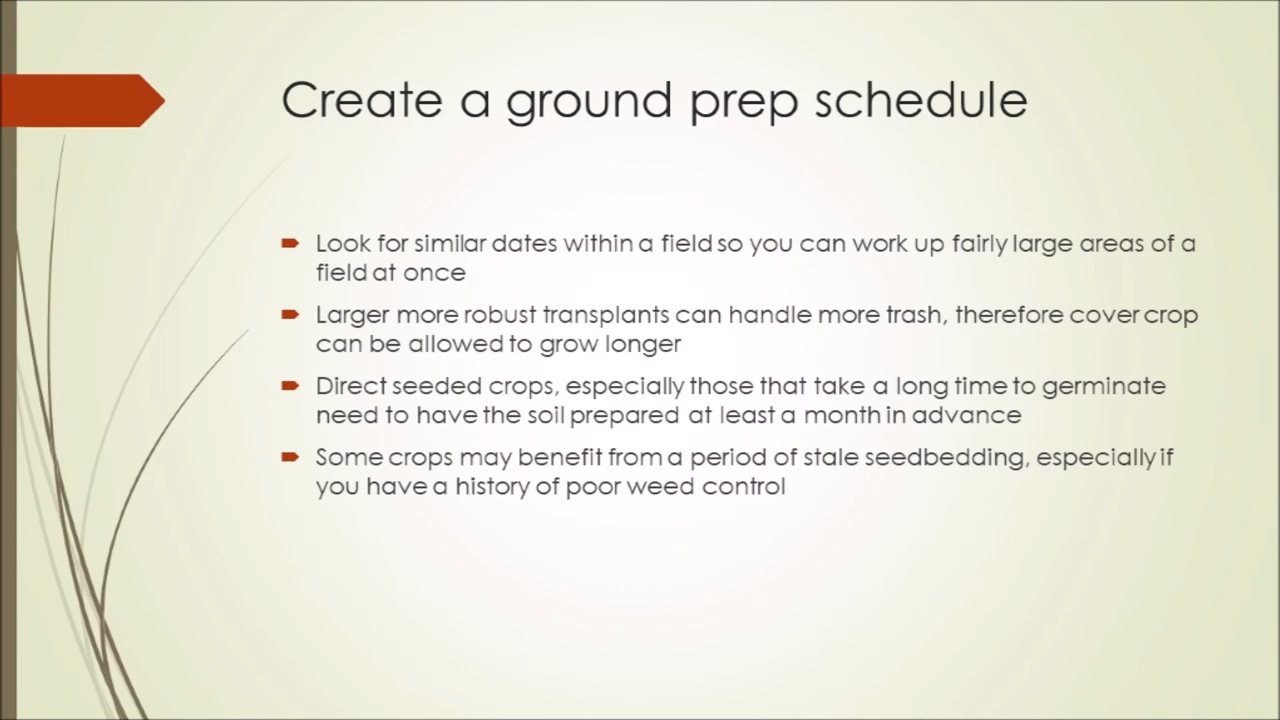 Create a ground prep schedule
Look for similar dates within a field so you can work up fairly large areas of a
field at once
Larger more robust transplants can handle more trash, therefore cover crop
can be allowed to grow longer
Direct seeded crops, especially those that take a long time to germinate
need to have the soil prepared at least a month in advance
Some crops may benefit from a period of stale seedbedding, especially if
you have a history of poor weed control